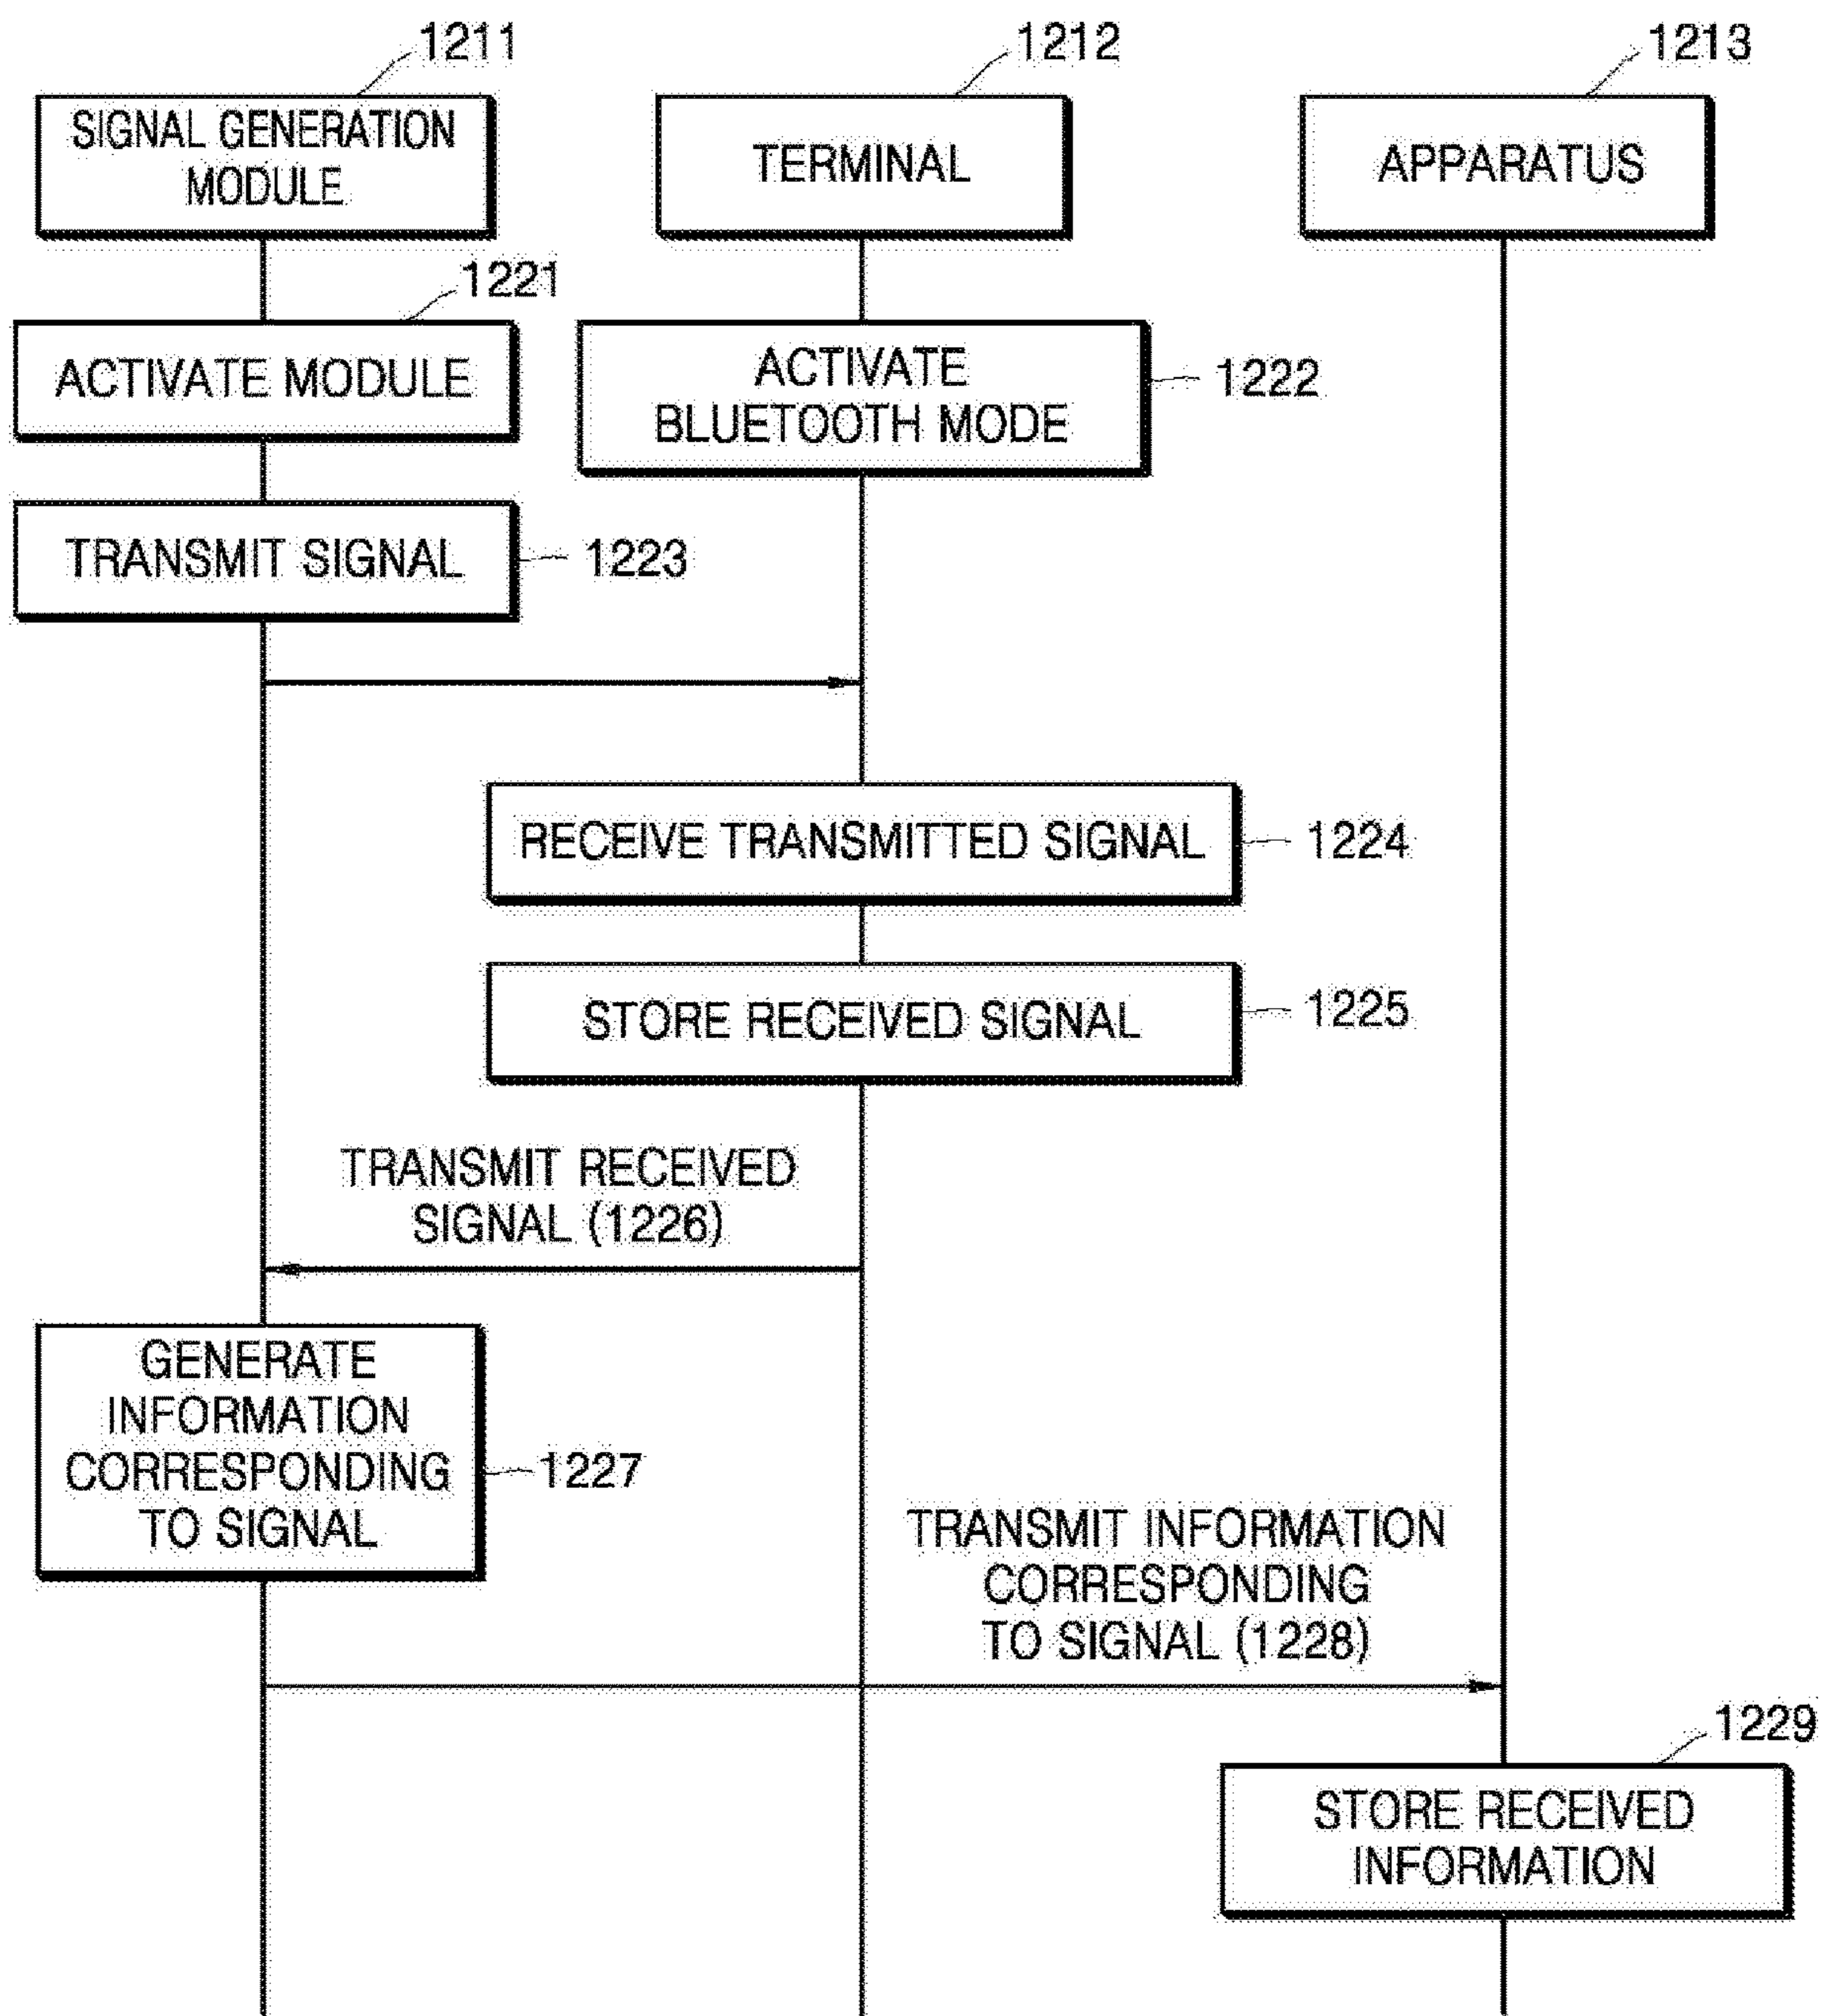 1211
1212
1213
SIGNAL GENERATION
MODULE
TERMINAL
APPARATUS
1221
ACTIVATE MODULE
ACTIVATE
BLUETOOTH MODE
1222
TRANSMIT SIGNAL
1223
RECEIVE TRANSMITTED SIGNAL
1224
STORE RECEIVED SIGNAL
1225
TRANSMIT RECEIVED
SIGNAL (1226)
GENERATE
INFORMATION
CORRESPONDING
TO SIGNAL
1227
TRANSMIT INFORMATION
CORRESPONDING
TO SIGNAL (1228)
1229
STORE RECEIVED
INFORMATION